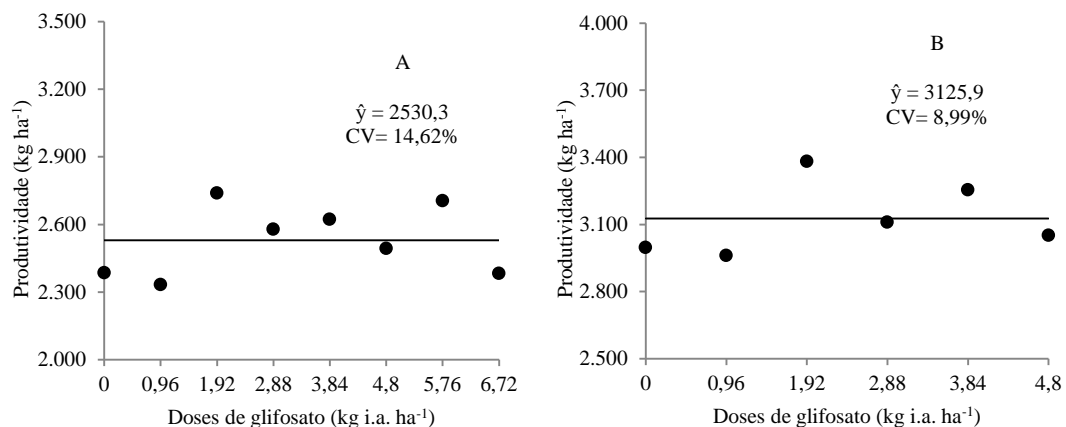 A
ŷ = 2530,3
CV= 14,62%
Produtividade (kg ha-1)
3.500
3.200
2.900
2.600
2.300
2.000
0 0,96 1,92 2,88 3,84 4,8 5,76 6,72
Doses de glifosato (kg i.a. ha-1)
B
ŷ = 3125,9
CV= 8,99%
Produtividade (kg ha-1)
4.000
3.700
3.400
3.100
2.800
2.500
0 0,96 1,92 2,88 3,84 4,8
Doses de glifosato (kg i.a. ha-1)